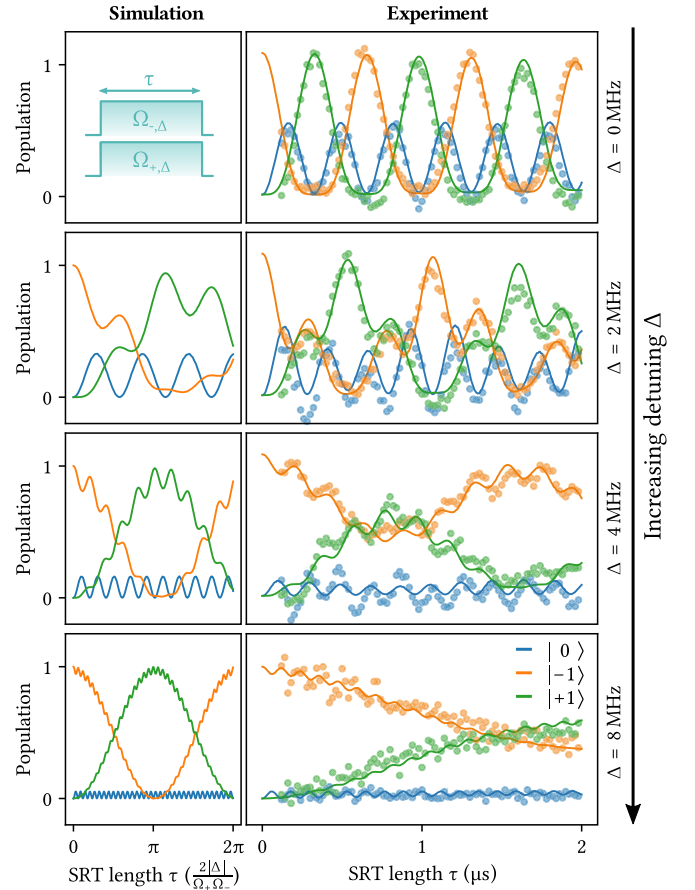 Simulation
Experiment
Population
1
0
τ
Ω-,Δ
Ω+,Δ
Δ = 0 MHz
Population
1
0
Δ = 2 MHz
Population
1
0
Δ = 4 MHz
Population
1
0
| 0 ⟩
|−1⟩
|+1⟩
Δ = 8 MHz
Increasing detuning Δ
0 π 2π
0 1 2
SRT length τ (2|Δ|/Ω+Ω-)
SRT length τ (μs)